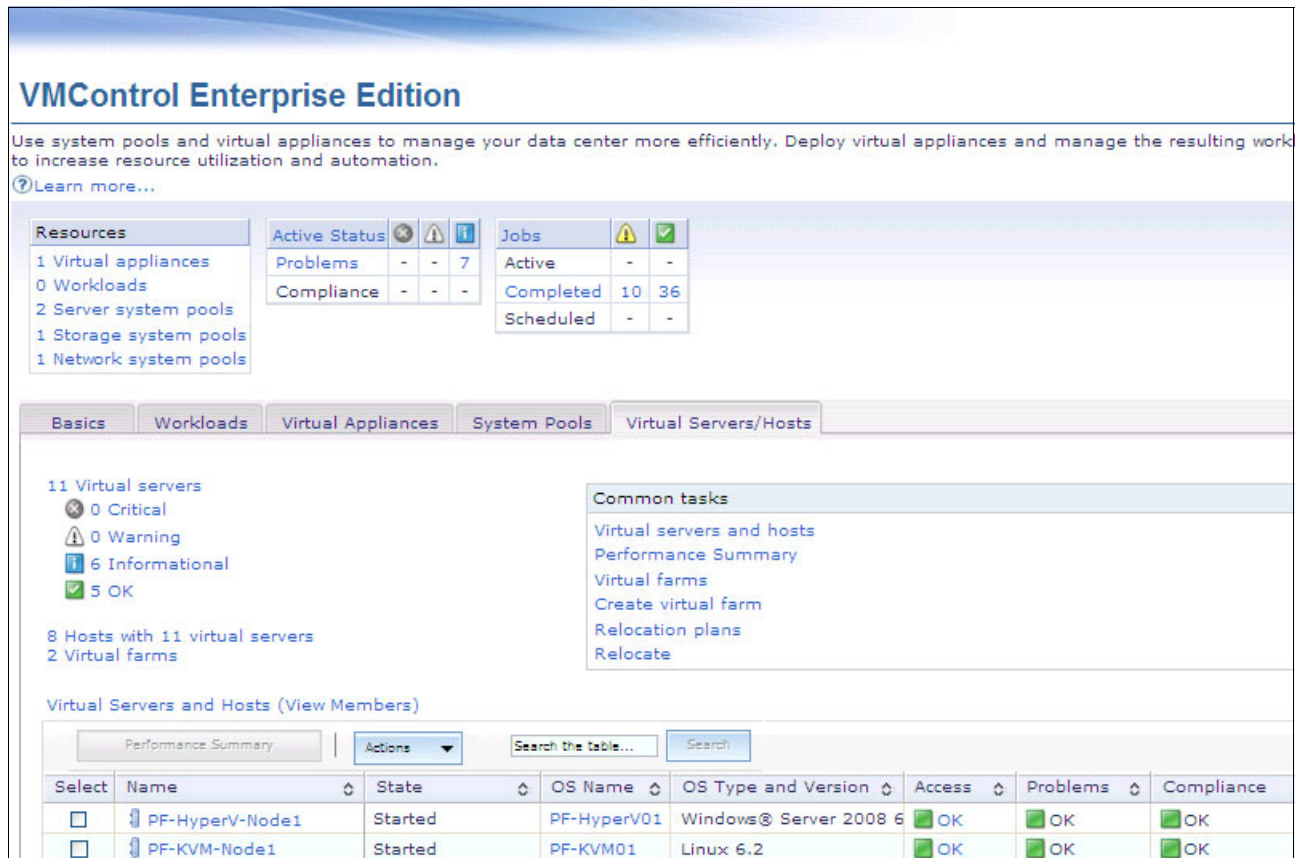 VMControl Enterprise Edition
Use system pools and virtual appliances to manage your data center more efficiently. Deploy virtual appliances and manage the resulting work
to increase resource utilization and automation.
Learn more...
Resources
1 Virtual appliances
0 Workloads
2 Server system pools
1 Storage system pools
1 Network system pools
Active Status
Problems - - 7
Compliance - - -
Jobs
Active - -
Completed 10 36
Scheduled - -
Basics Workloads Virtual Appliances System Pools Virtual Servers/Hosts
11 Virtual servers
0 Critical
0 Warning
6 Informational
5 OK
8 Hosts with 11 virtual servers
2 Virtual farms
Common tasks
Virtual servers and hosts
Performance Summary
Virtual farms
Create virtual farm
Relocation plans
Relocate
Virtual Servers and Hosts (View Members)
Performance Summary | Actions Search the table... Search
Select Name State OS Name OS Type and Version Access Problems Compliance
PF-HyperV-Node1 Started PF-HyperV01 Windows® Server 2008 6 OK OK OK
PF-KVM-Node1 Started PF-KVM01 Linux 6.2 OK OK OK